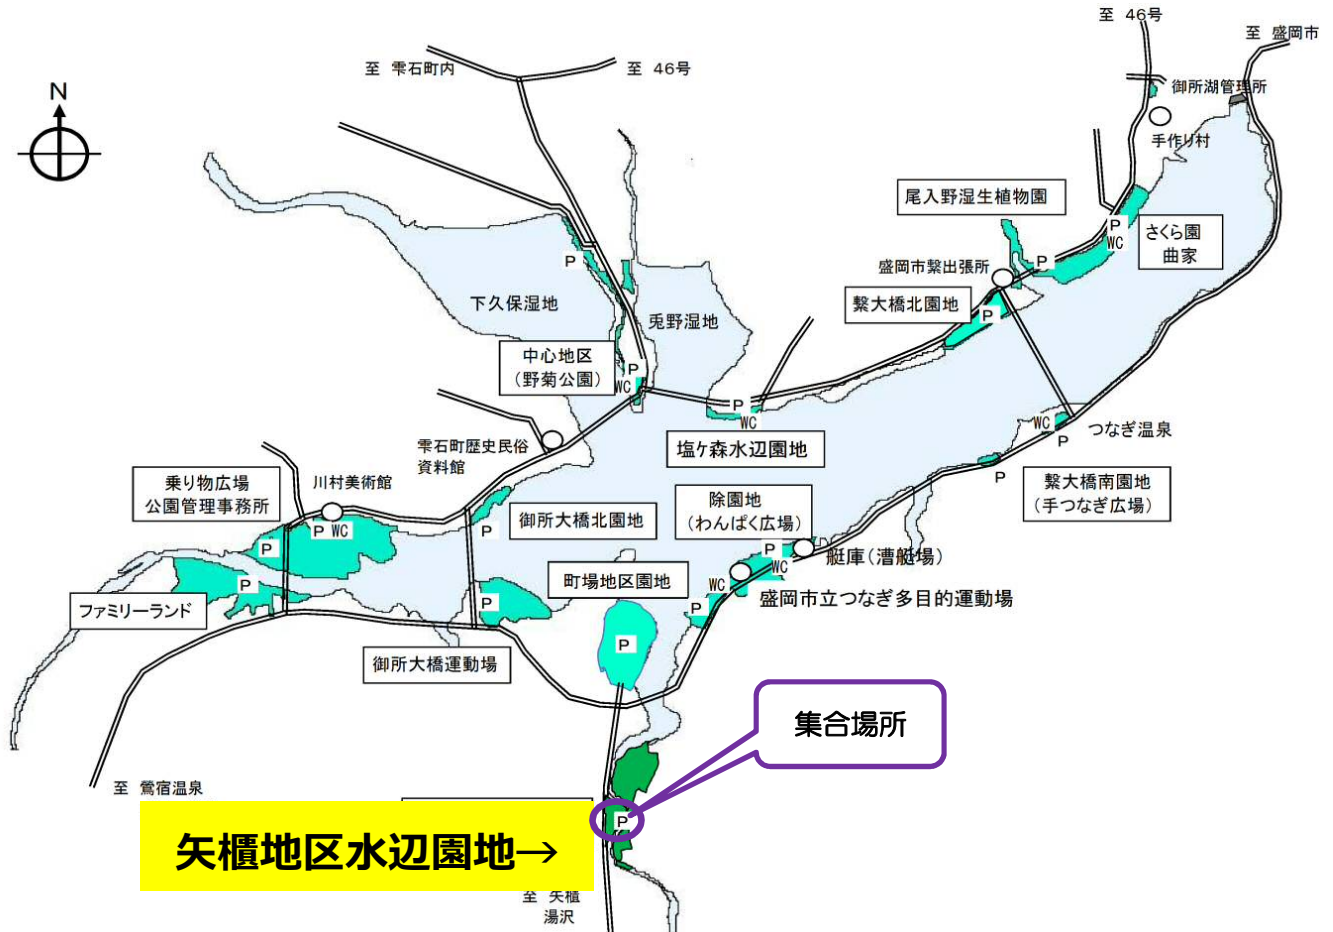 至 46号
至 盛岡市
至 雫石町内
至 46号
N
御所湖管理所
手作り村
尾入野湿生植物園
P
WC
さくら園
曲家
P
盛岡市繋出張所
P
下久保湿地
兎野湿地
繋大橋北園地
P
中心地区
（野菊公園）
P
WC
P
WC
雫石町歴史民俗
資料館
塩ケ森水辺園地
WC
P
つなぎ温泉
乗り物広場
公園管理事務所
川村美術館
P WC
P
御所大橋北園地
P
除園地
（わんぱく広場）
P
繋大橋南園地
（手つなぎ広場）
P
WC
艇庫（漕艇場）
町場地区園地
WC
盛岡市立つなぎ多目的運動場
P
ファミリーランド
P
P
P
御所大橋運動場
集合場所
至 鶯宿温泉
P
矢櫃地区水辺園地→
至 矢櫃
湯沢